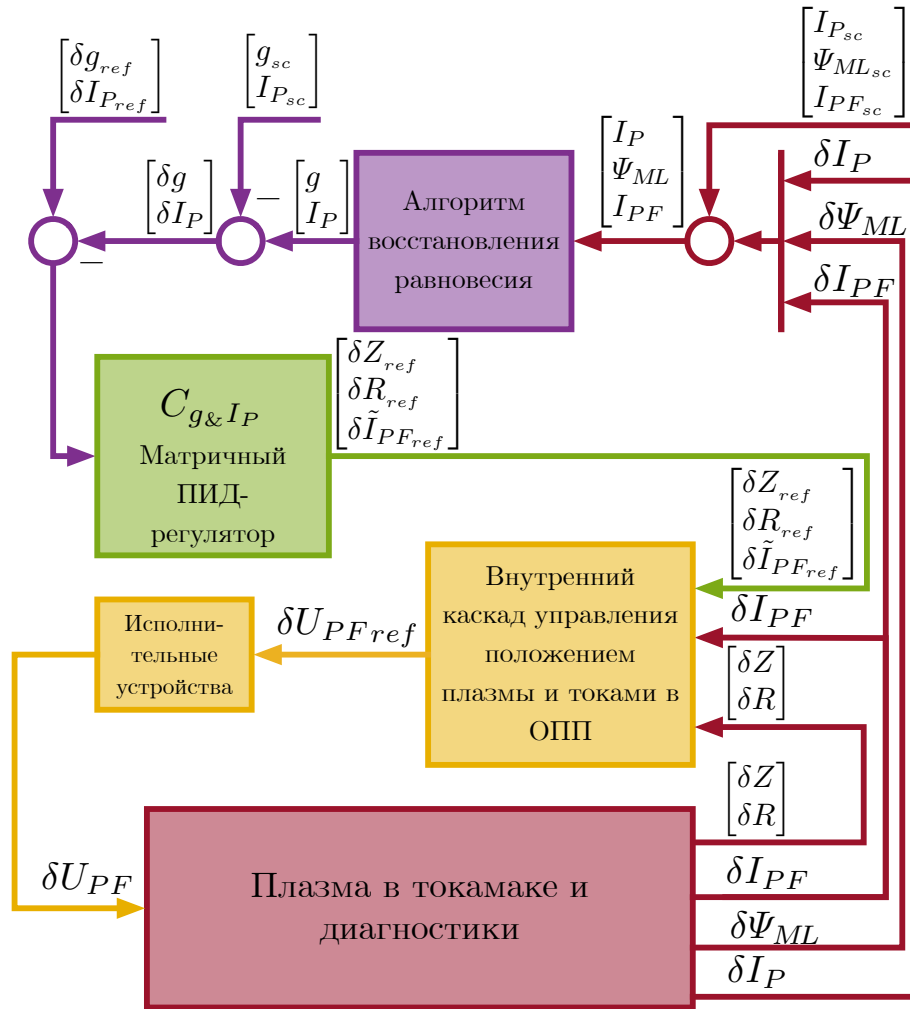 δg_ref
δI_P_ref
g_sc
I_P_sc
I_P_sc
Ψ_ML_sc
I_PF_sc
δg
δI_P
−
g
I_P
I_P
Ψ_ML
I_PF
δI_P
δΨ_ML
δI_PF
−
Алгоритм
восстановления
равновесия
C_g&I_P
Матричный
ПИД-
регулятор
δZ_ref
δR_ref
δĨ_PF_ref
δZ_ref
δR_ref
δĨ_PF_ref
Исполни-
тельные
устройства
δU_PF ref
Внутренний
каскад управления
положением
плазмы и токами в
ОПП
δI_PF
δZ
δR
δZ
δR
δU_PF
Плазма в токамаке и
диагностики
δI_PF
δΨ_ML
δI_P